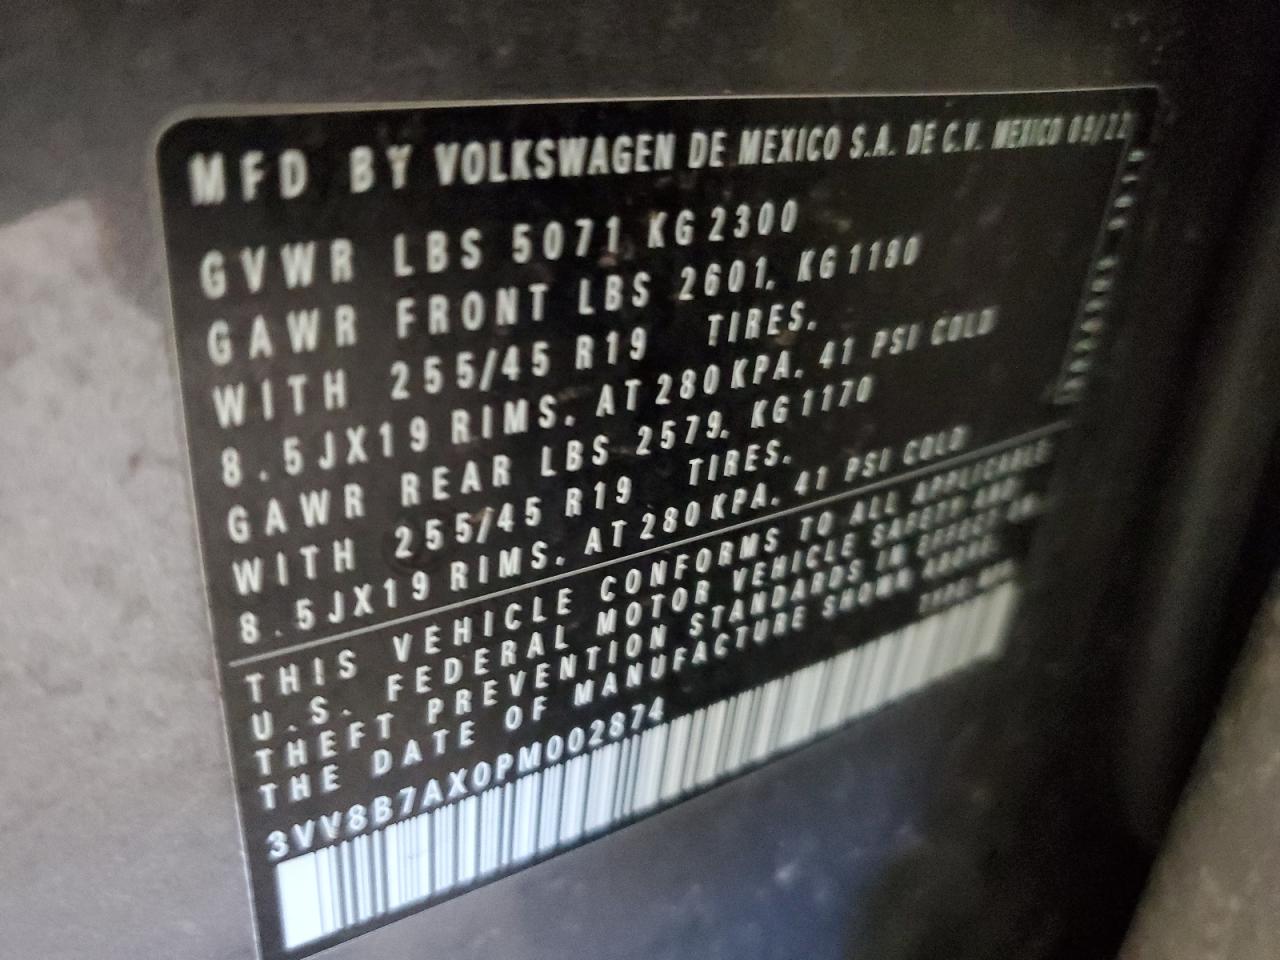 MFD BY VOLKSWAGEN DE MEXICO S.A. DE C.V. MEXICO 09/22
GVWR LBS 5071 KG 2300
GAWR FRONT LBS 2601, KG 1180
WITH 255/45 R19 TIRES,
8.5JX19 RIMS, AT 280 KPA, 41 PSI COLD
GAWR REAR LBS 2579, KG 1170
WITH 255/45 R19 TIRES,
8.5JX19 RIMS, AT 280 KPA, 41 PSI COLD
THIS VEHICLE CONFORMS TO ALL APPLICABLE
U.S. FEDERAL MOTOR VEHICLE SAFETY AND
THEFT PREVENTION STANDARDS IN EFFECT ON
THE DATE OF MANUFACTURE SHOWN ABOVE.
3VV8B7AX0PM002874